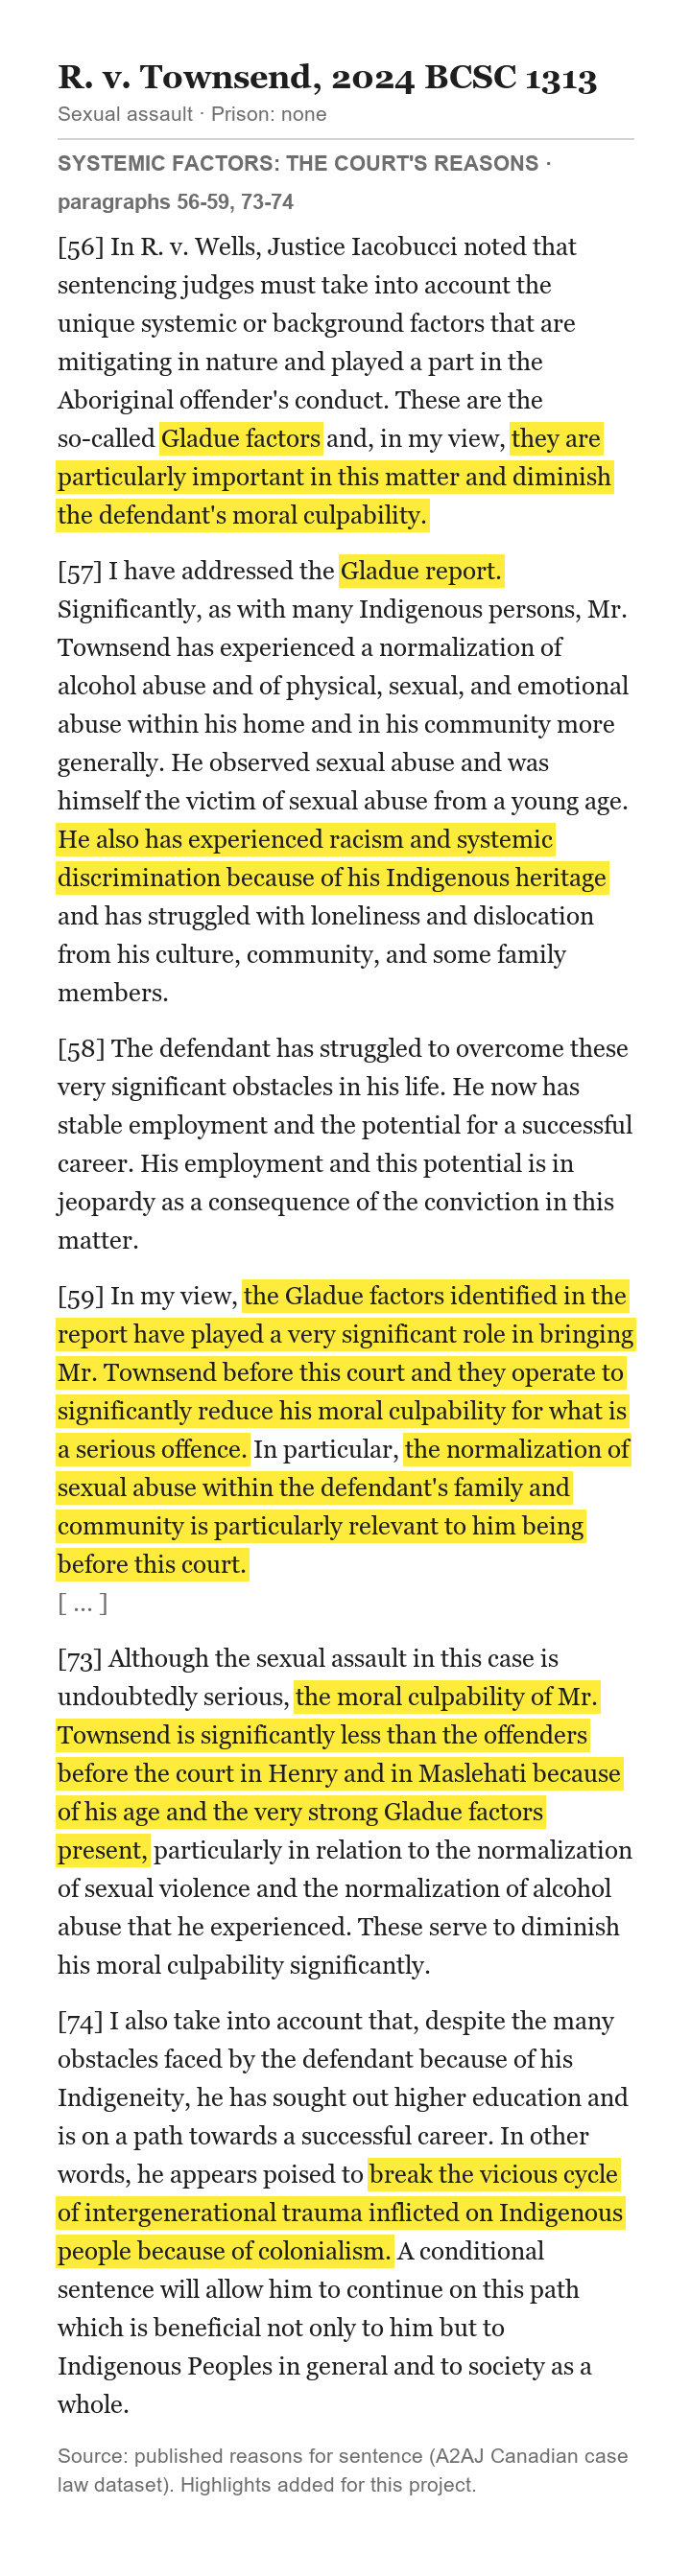 R. v. Townsend, 2024 BCSC 1313
Sexual assault · Prison: none
SYSTEMIC FACTORS: THE COURT'S REASONS ·
paragraphs 56-59, 73-74
[56] In R. v. Wells, Justice Iacobucci noted that
sentencing judges must take into account the
unique systemic or background factors that are
mitigating in nature and played a part in the
Aboriginal offender's conduct. These are the
so-called Gladue factors and, in my view, they are
particularly important in this matter and diminish
the defendant's moral culpability.
[57] I have addressed the Gladue report.
Significantly, as with many Indigenous persons, Mr.
Townsend has experienced a normalization of
alcohol abuse and of physical, sexual, and emotional
abuse within his home and in his community more
generally. He observed sexual abuse and was
himself the victim of sexual abuse from a young age.
He also has experienced racism and systemic
discrimination because of his Indigenous heritage
and has struggled with loneliness and dislocation
from his culture, community, and some family
members.
[58] The defendant has struggled to overcome these
very significant obstacles in his life. He now has
stable employment and the potential for a successful
career. His employment and this potential is in
jeopardy as a consequence of the conviction in this
matter.
[59] In my view, the Gladue factors identified in the
report have played a very significant role in bringing
Mr. Townsend before this court and they operate to
significantly reduce his moral culpability for what is
a serious offence. In particular, the normalization of
sexual abuse within the defendant's family and
community is particularly relevant to him being
before this court.
[ ... ]
[73] Although the sexual assault in this case is
undoubtedly serious, the moral culpability of Mr.
Townsend is significantly less than the offenders
before the court in Henry and in Maslehati because
of his age and the very strong Gladue factors
present, particularly in relation to the normalization
of sexual violence and the normalization of alcohol
abuse that he experienced. These serve to diminish
his moral culpability significantly.
[74] I also take into account that, despite the many
obstacles faced by the defendant because of his
Indigeneity, he has sought out higher education and
is on a path towards a successful career. In other
words, he appears poised to break the vicious cycle
of intergenerational trauma inflicted on Indigenous
people because of colonialism. A conditional
sentence will allow him to continue on this path
which is beneficial not only to him but to
Indigenous Peoples in general and to society as a
whole.
Source: published reasons for sentence (A2AJ Canadian case
law dataset). Highlights added for this project.